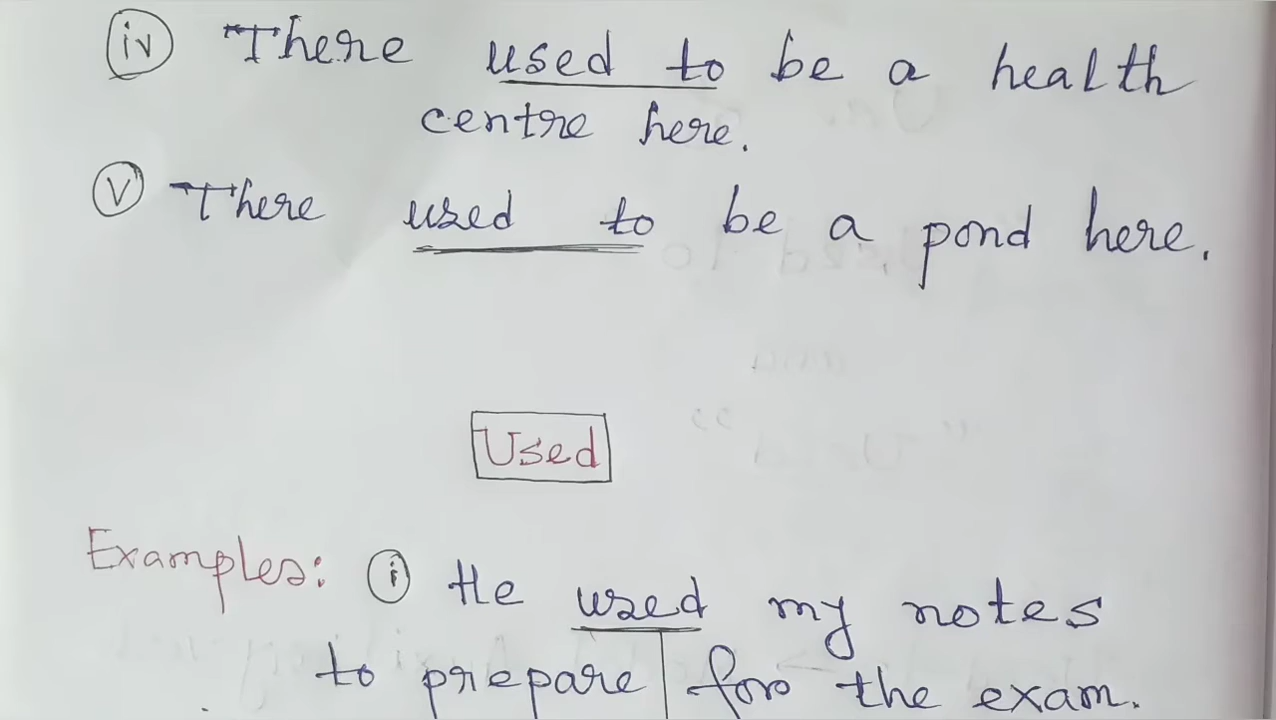 (iv) There used to be a health
centre here.
(v) There used to be a pond here.
Used
Examples: (i) He used my notes
to prepare for the exam.